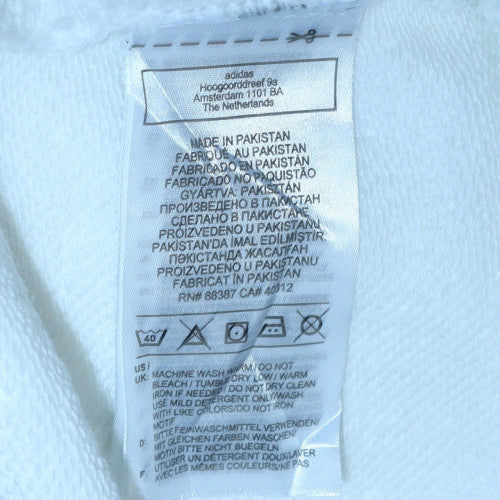 adidas
Hoogoorddreef 9a
Amsterdam 1101 BA
The Netherlands
MADE IN PAKISTAN
FABRIQUÉ AU PAKISTAN
FABRICADO EN PAKISTAN
FABRICADO NO PAQUISTÃO
GYÁRTVA: PAKISZTÁN
ПРОИЗВЕДЕНО В ПАКИСТАН
СДЕЛАНО В ПАКИСТАНЕ
PROIZVEDENO U PAKISTANU
PAKİSTAN'DA İMAL EDİLMİŞTİR
ПӘКІСТАНДА ЖАСАЛҒАН
PROIZVEDENO U PAKISTANU
FABRICAT ÎN PAKISTAN
RN# 88387 CA# 40312
40
US/
UK: MACHINE WASH WARM/DO NOT
BLEACH/TUMBLE DRY LOW/WARM
IRON IF NEEDED/DO NOT DRY CLEAN
USE MILD DETERGENT ONLY/WASH
WITH LIKE COLORS/DO NOT IRON
MOTIF
D: BITTE FEINWASCHMITTEL VERWENDEN/
MIT GLEICHEN FARBEN WASCHEN/
MOTIV BITTE NICHT BUEGELN
F: UTILISER UN DÉTERGENT DOUX/LAVER
AVEC LES MÊMES COULEURS/NE PAS